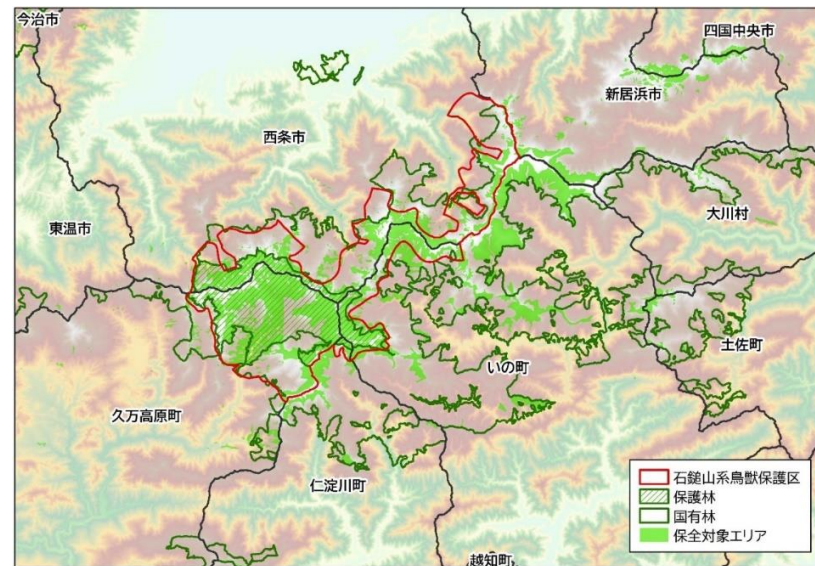 今治市
四国中央市
新居浜市
西条市
大川村
東温市
土佐町
いの町
久万高原町
仁淀川町
越知町
石鎚山系鳥獣保護区
保護林
国有林
保全対象エリア